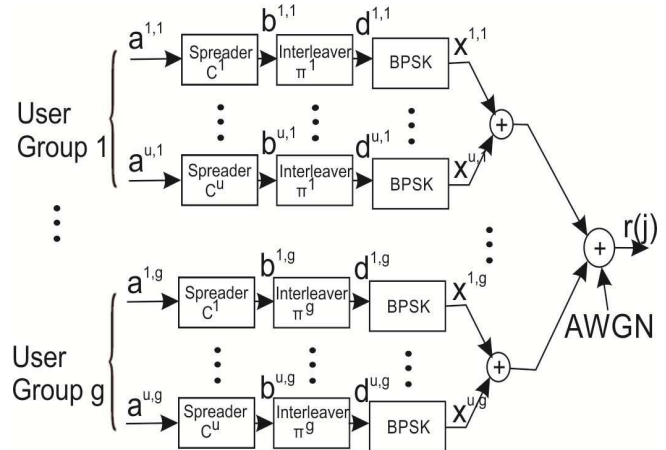 a^{1,1} Spreader C^1 b^{1,1} Interleaver π^1 d^{1,1} BPSK x^{1,1}
User Group 1
+
a^{u,1} Spreader C^u b^{u,1} Interleaver π^1 d^{u,1} BPSK x^{u,1}
r(j)
+
AWGN
a^{1,g} Spreader C^1 b^{1,g} Interleaver π^g d^{1,g} BPSK x^{1,g}
User Group g
+
a^{u,g} Spreader C^u b^{u,g} Interleaver π^g d^{u,g} BPSK x^{u,g}